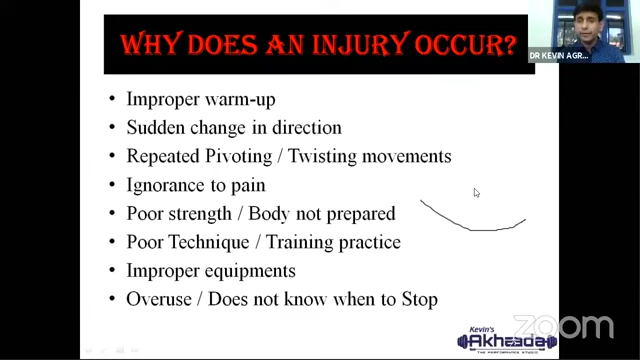 WHY DOES AN INJURY OCCUR?
DR KEVIN AGR...
• Improper warm-up
• Sudden change in direction
• Repeated Pivoting / Twisting movements
• Ignorance to pain
• Poor strength / Body not prepared
• Poor Technique / Training practice
• Improper equipments
• Overuse / Does not know when to Stop
Kevin's
Akhaada
THE PERFORMANCE STUDIO
zoom